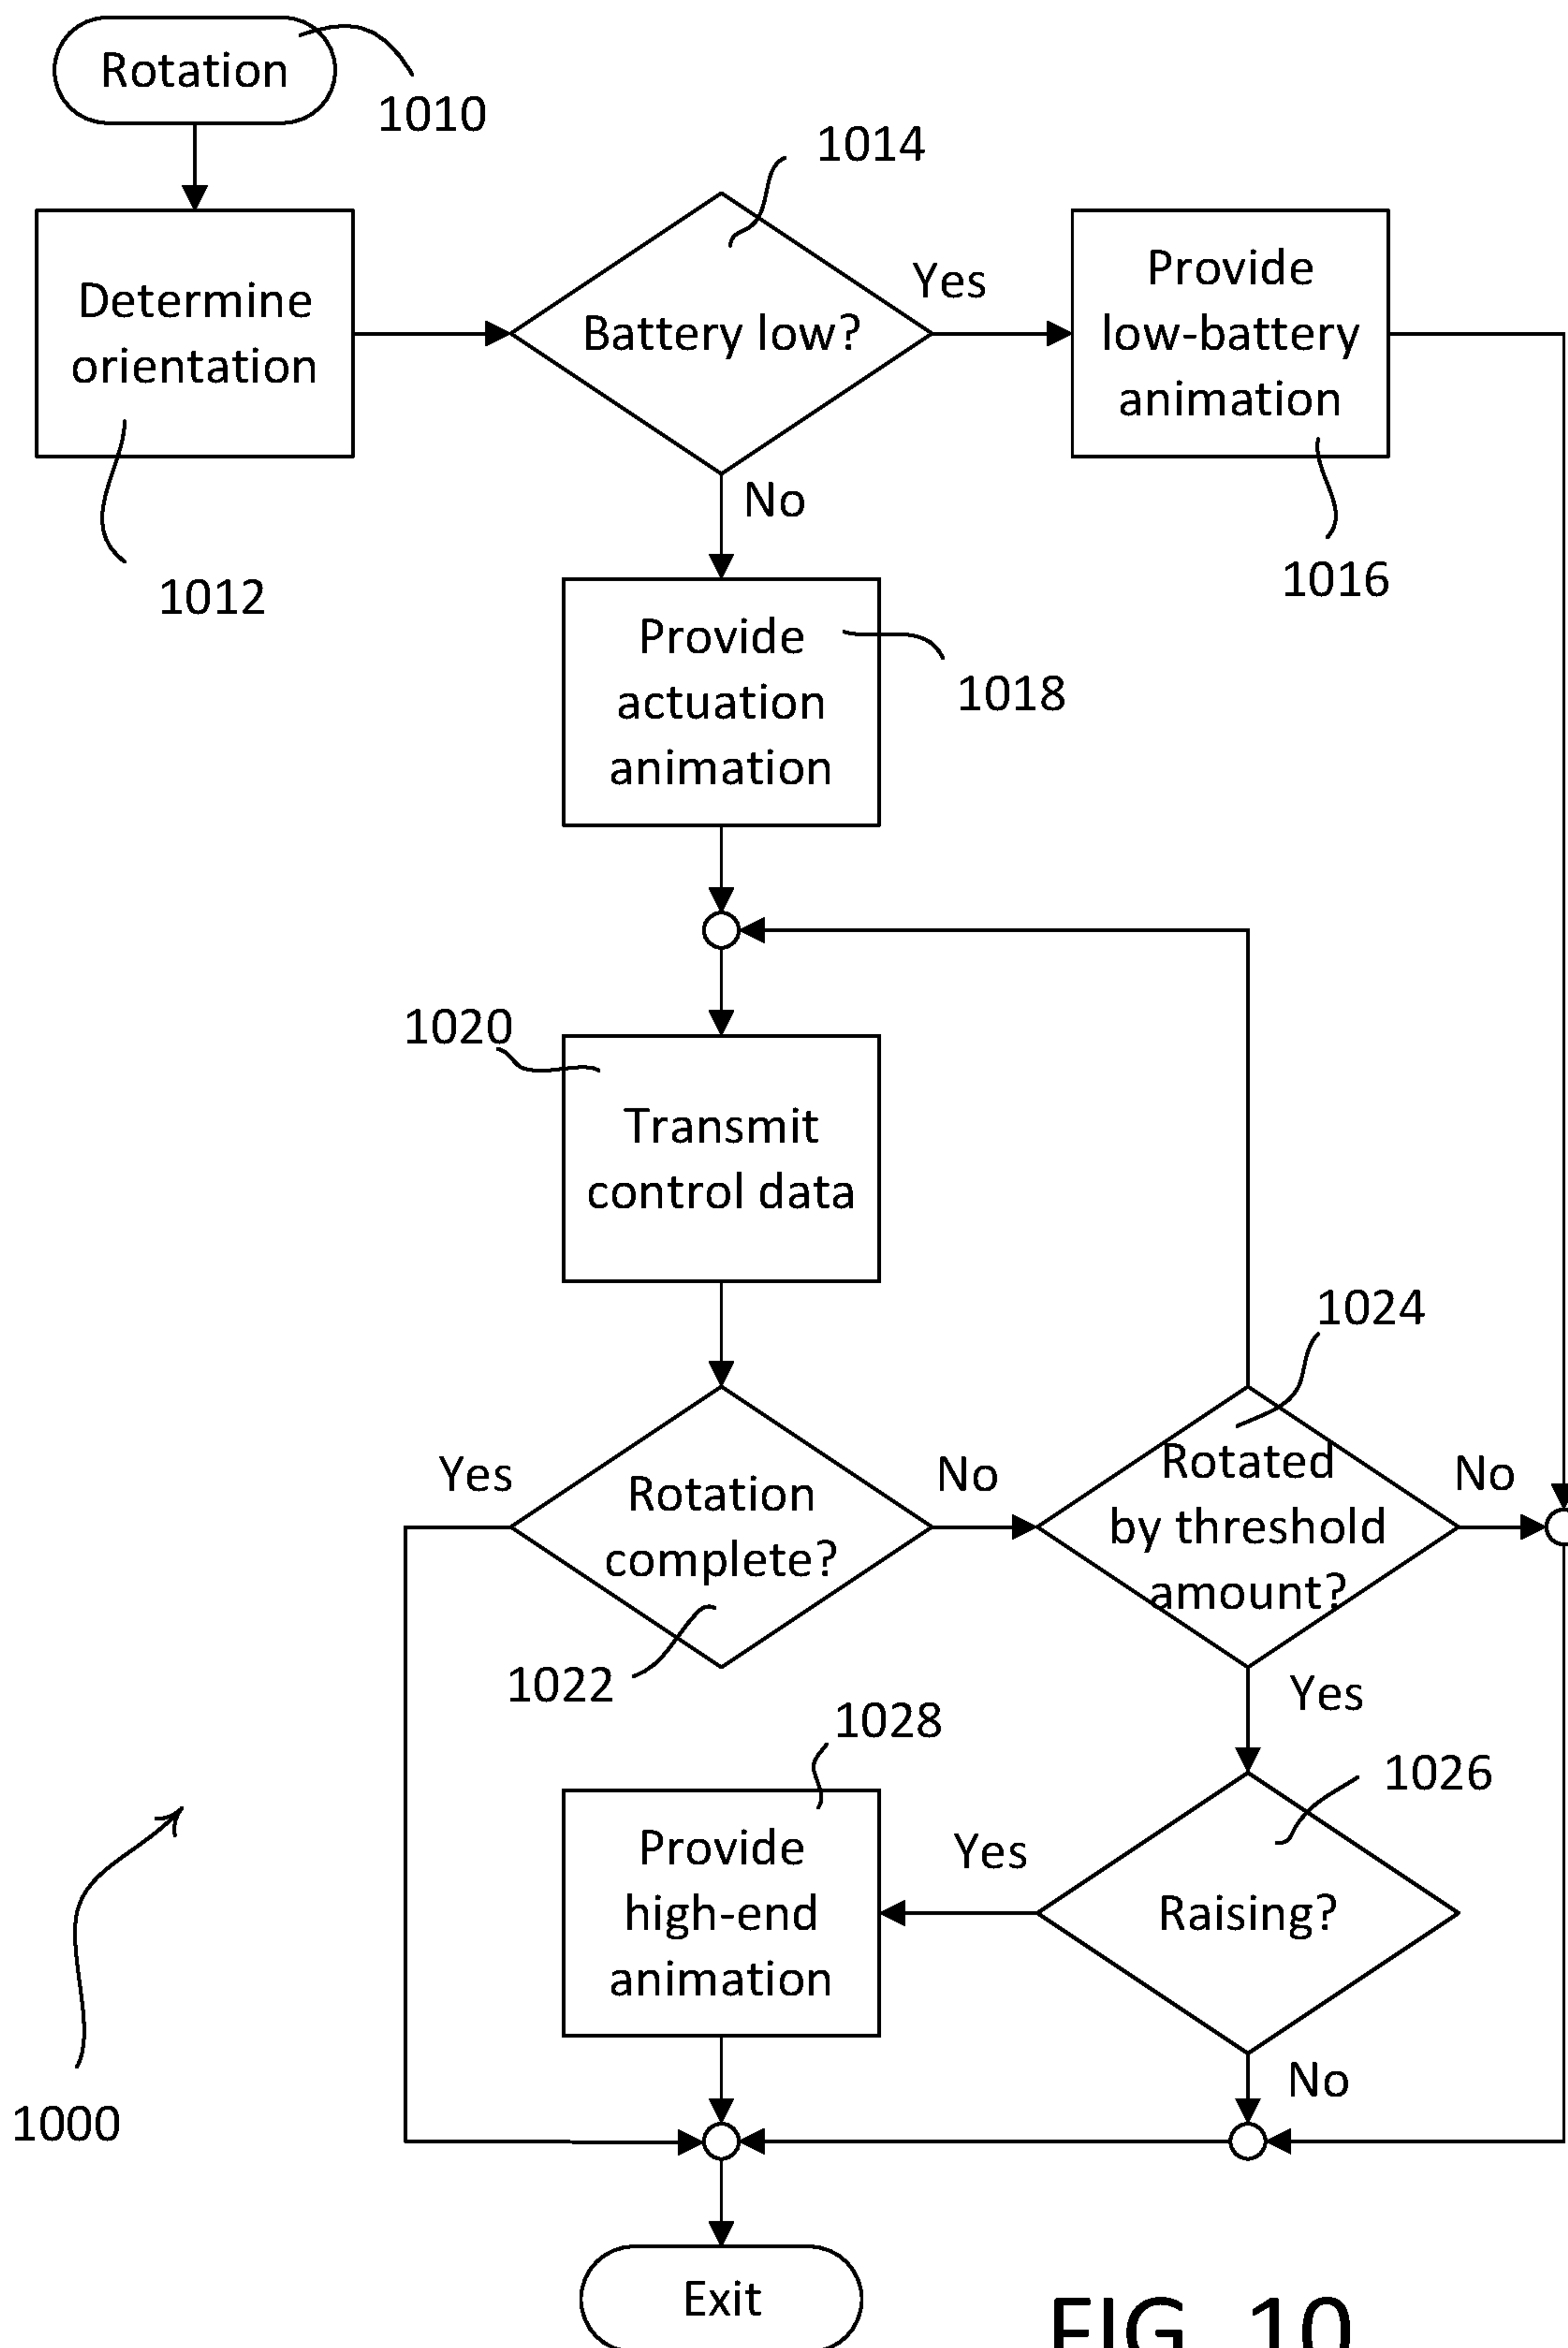 Rotation
1010
1014
Determine
orientation
1012
Battery low?
Yes
No
Provide
low-battery
animation
1016
Provide
actuation
animation
1018
1020
Transmit
control data
1024
Yes
Rotation
complete?
1022
No
Rotated
by threshold
amount?
No
Yes
1028
1026
Provide
high-end
animation
Yes
Raising?
No
1000
Exit
FIG. 10